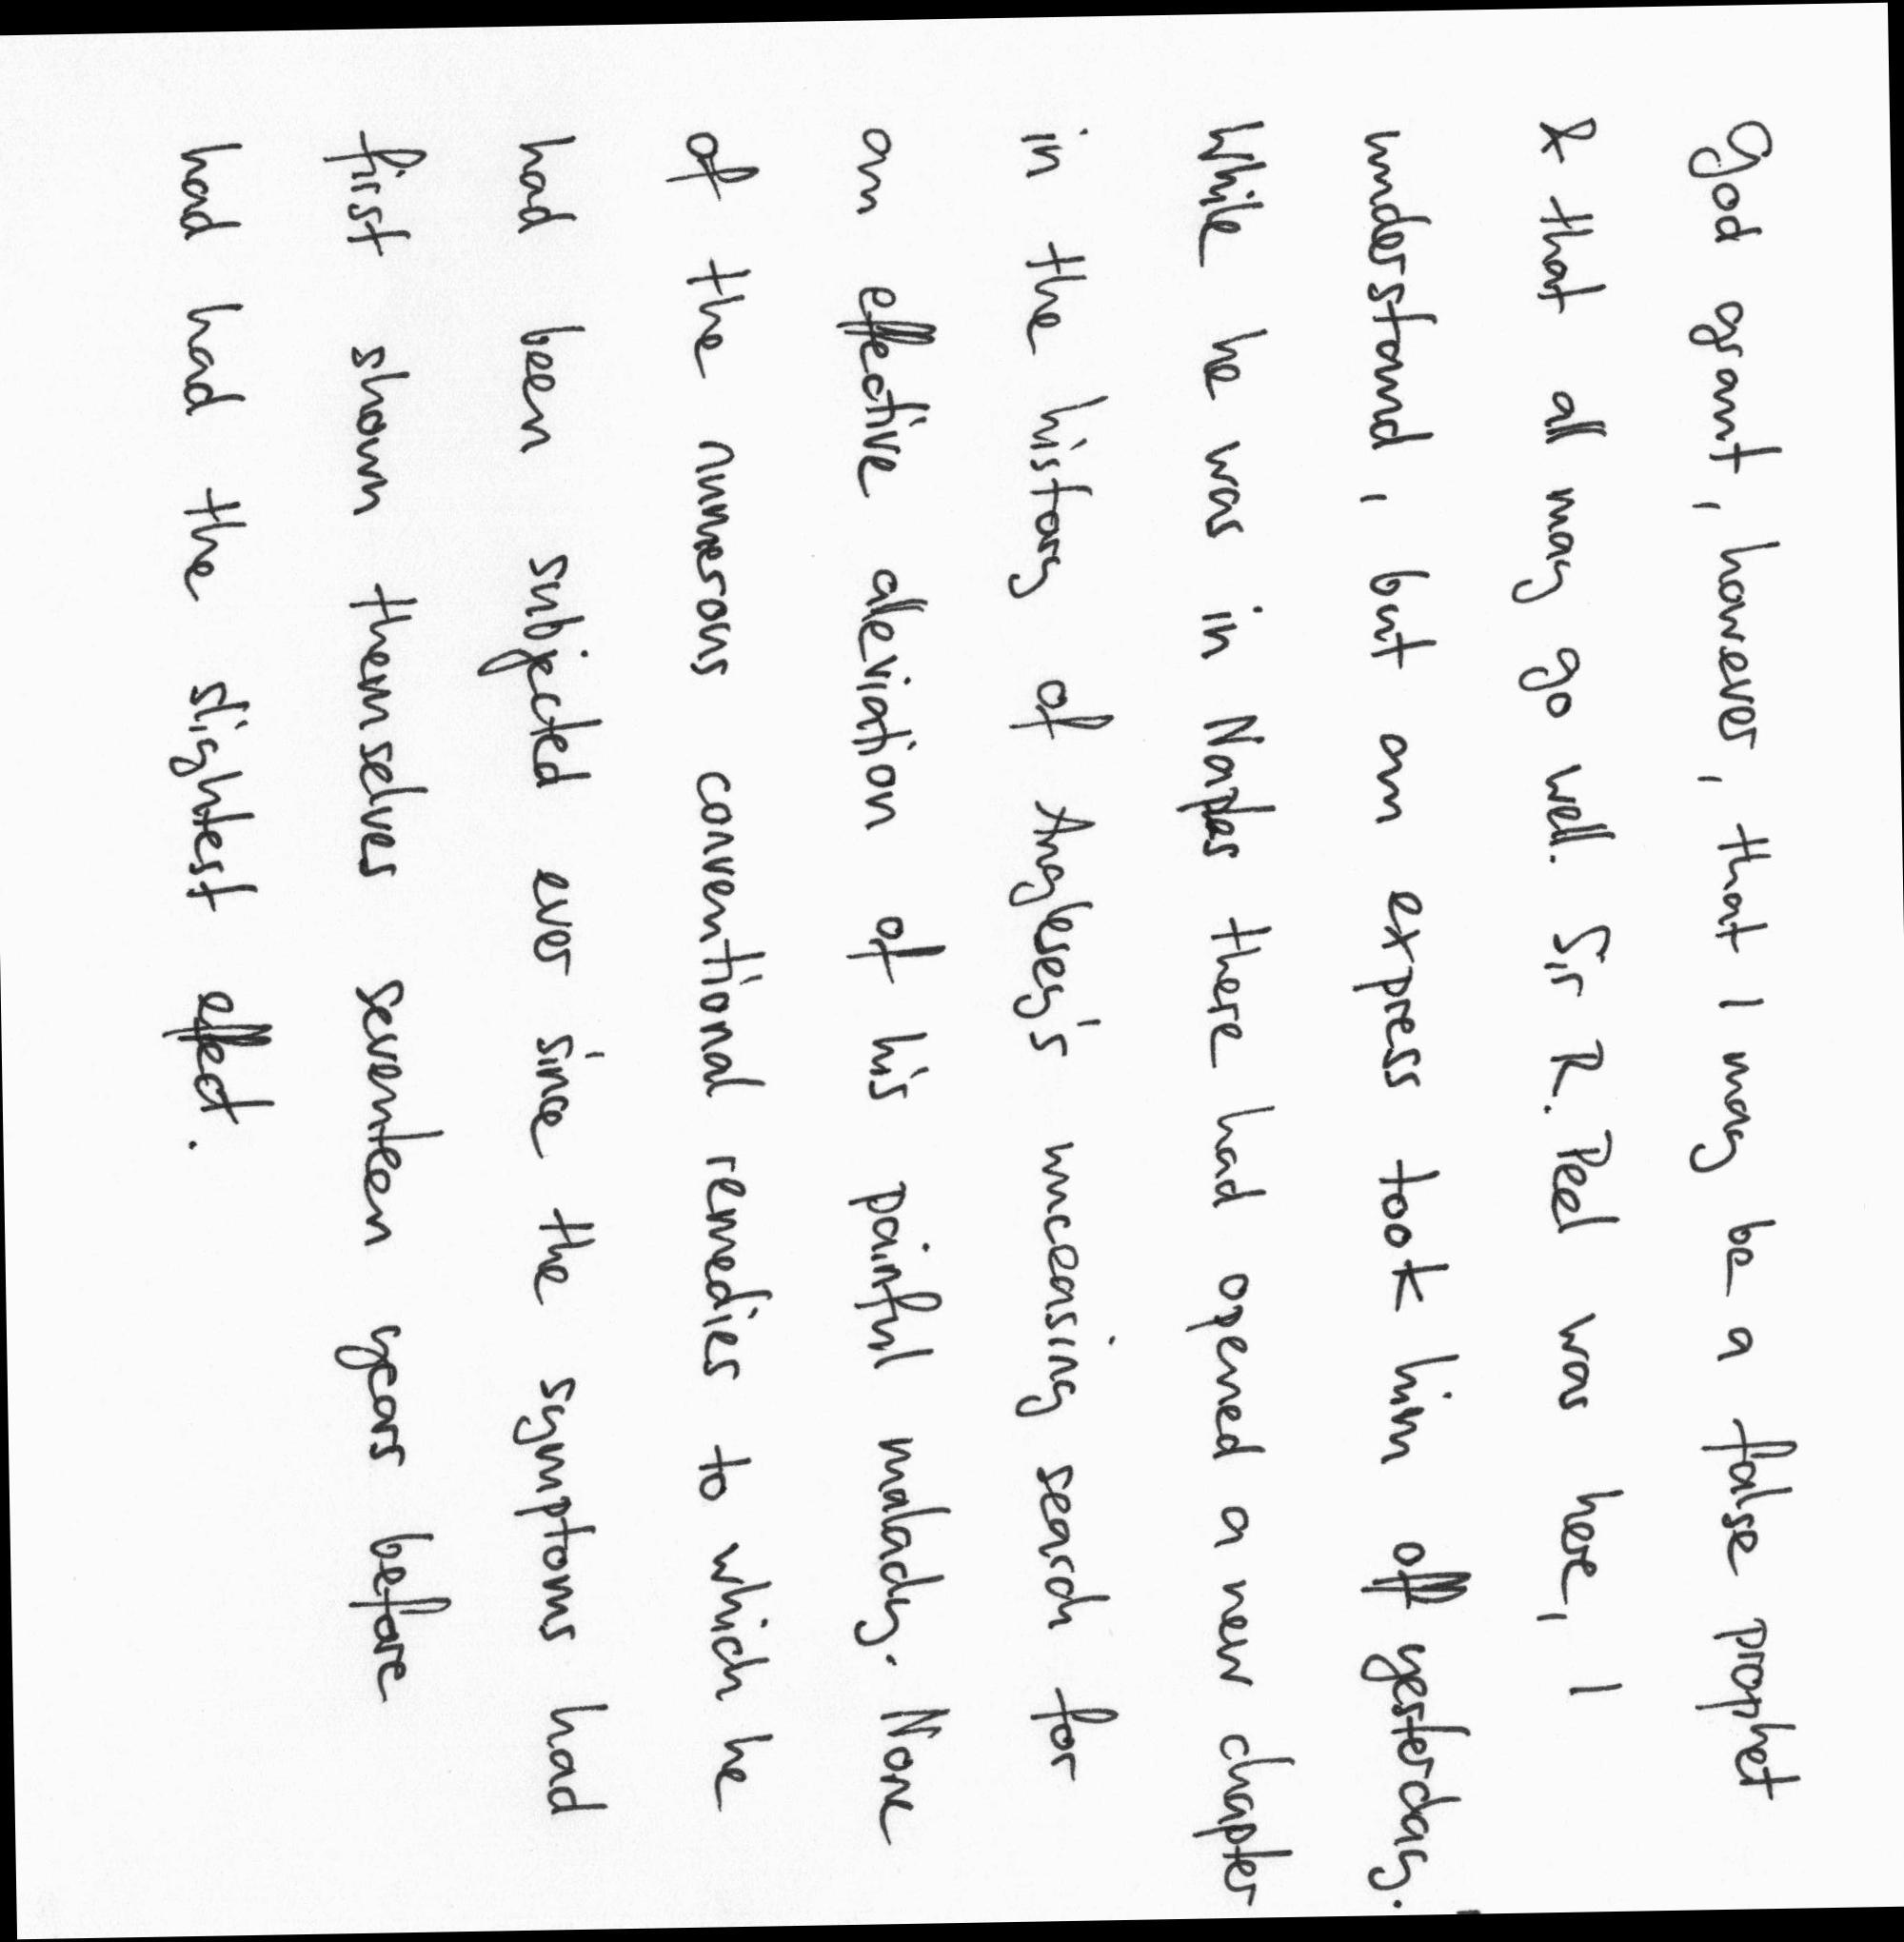 God grant, however, that I may be a false prophet
& that all may go well. Sir R. Peel was here, I
understand, but an express took him off yesterday.
While he was in Naples there had opened a new chapter
in the history of Anglesey's unceasing search for
an effective alleviation of his painful malady. None
of the numerous conventional remedies to which he
had been subjected ever since the symptoms had
first shown themselves seventeen years before
had had the slightest effect.